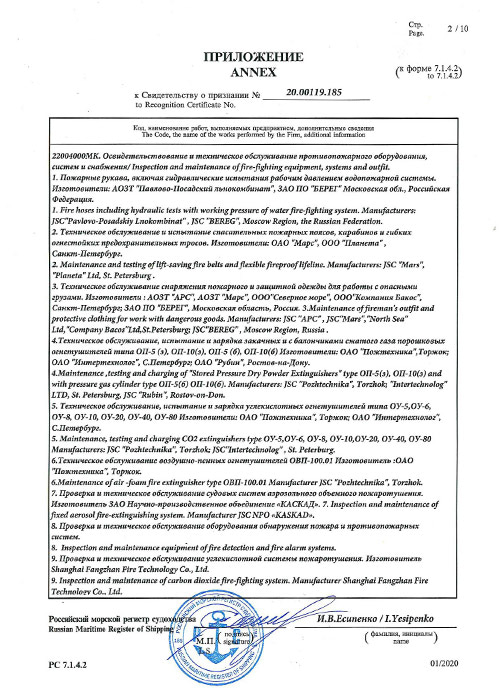 Стр. 2 / 10
Page.
ПРИЛОЖЕНИЕ
ANNEX
(к форме 7.1.4.2
to 7.1.4.2)
к Свидетельству о признании № 20.00119.185
to Recognition Certificate No.
Код, наименование работ, выполняемых предприятием, дополнительные сведения
The Code, the name of the works performed by the Firm, additional information
22004000МК. Освидетельствование и техническое обслуживание противопожарного оборудования,
систем и снабжения/ Inspection and maintenance of fire-fighting equipment, systems and outfit.
1. Пожарные рукава, включая гидравлические испытания рабочим давлением водопожарной системы.
Изготовители: АОЗТ "Павлово-Посадский льнокомбинат", ЗАО ПО "БЕРЕГ" Московская обл., Российская
Федерация.
1. Fire hoses including hydraulic tests with working pressure of water fire-fighting system. Manufacturers:
JSC"Pavlovo-Posadskiy Lnokombinat" , JSC "BEREG", Moscow Region, the Russian Federation.
2. Техническое обслуживание и испытание спасательных пожарных поясов, карабинов и гибких
огнестойких предохранительных тросов. Изготовители: ОАО "Марс", ООО "Планета" ,
Санкт-Петербург.
2. Maintenance and testing of lift-saving fire belts and flexible fireproof lifeline. Manufacturers: JSC "Mars",
"Planeta" Ltd, St. Petersburg .
3. Техническое обслуживание снаряжения пожарного и защитной одежды для работы с опасными
грузами. Изготовители : АОЗТ "АРС", АОЗТ "Марс", ООО"Северное море", ООО"Компания Бакос",
Санкт-Петербург; ЗАО ПО "БЕРЕГ", Московская область, Россия. 3.Maintenance of fireman's outfit and
protective clothing for work with dangerous goods. Manufacturers: JSC "APC" , JSC"Mars","North Sea"
Ltd,"Company Bacos"Ltd,St.Petersburg; JSC"BEREG" , Moscow Region, Russia .
4.Техническое обслуживание, испытание и зарядка закачных и с баллончиками сжатого газа порошковых
огнетушителей типа ОП-5 (з), ОП-10(з), ОП-5 (б), ОП-10(б) Изготовители: ОАО "Пожтехника",Торжок;
ОАО "Интертехнолог", С.Петербург; ОАО "Рубин", Ростов-на-Дону.
4.Maintenance ,testing and charging of "Stored Pressure Dry Powder Extinguishers" type ОП-5(з), ОП-10(з) and
with pressure gas cylinder type ОП-5(б) ОП-10(б). Manufacturers: JSC "Pozhtechnika", Torzhok; "Intertechnolog"
LTD, St. Petersburg, JSC "Rubin", Rostov-on-Don.
5. Техническое обслуживание, испытание и зарядка углекислотных огнетушителей типа ОУ-5,ОУ-6,
ОУ-8, ОУ-10, ОУ-20, ОУ-40, ОУ-80 Изготовители: ОАО "Пожтехника", Торжок; ОАО "Интертехнолог",
С.Петербург.
5. Maintenance, testing and charging CO2 extinguishers type ОУ-5,ОУ-6, ОУ-8, ОУ-10,ОУ-20, ОУ-40, ОУ-80
Manufacturers: JSC "Pozhtechnika", Torzhok; JSC"Intertechnolog" , St. Peterburg.
6.Техническое обслуживание воздушно-пенных огнетушителей ОВП-100.01 Изготовитель :ОАО
"Пожтехника", Торжок.
6.Maintenance of air-foam fire extinguisher type ОВП-100.01 Manufacturer JSC "Pozhtechnika", Torzhok.
7. Проверка и техническое обслуживание судовых систем аэрозольного объемного пожаротушения.
Изготовитель ЗАО Научно-производственное объединение «КАСКАД». 7. Inspection and maintenance of
fixed aerosol fire-extinguishing system. Manufacturer JSC NPO «KASKAD».
8. Проверка и техническое обслуживание оборудования обнаружения пожара и противопожарных
систем.
8. Inspection and maintenance equipment of fire detection and fire alarm systems.
9. Проверка и техническое обслуживание углекислотной системы пожаротушения. Изготовитель
Shanghai Fangzhan Fire Technology Co., Ltd.
9. Inspection and maintenance of carbon dioxide fire-fighting system. Manufacturer Shanghai Fangzhan Fire
Technology Co.. Ltd.
Российский морской регистр судоходства И.В.Есипенко / I.Yesipenko
Russian Maritime Register of Shipping
подпись
signature
(фамилия, инициалы)
name
М.П.
L.S.
185
РС 7.1.4.2 01/2020